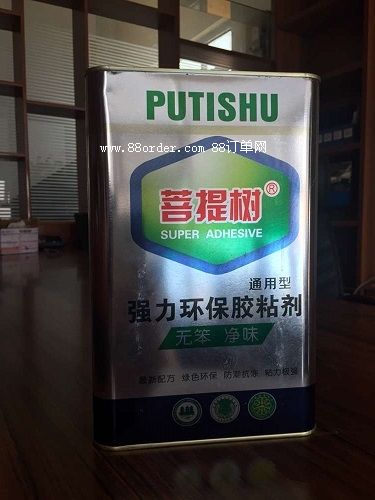 PUTISHU
www.88order.com 88订单网
菩提树®
SUPER ADHESIVE
通用型
强力环保胶粘剂
无笨 净味
最新配方 绿色环保 防潮抗冻 粘力极强